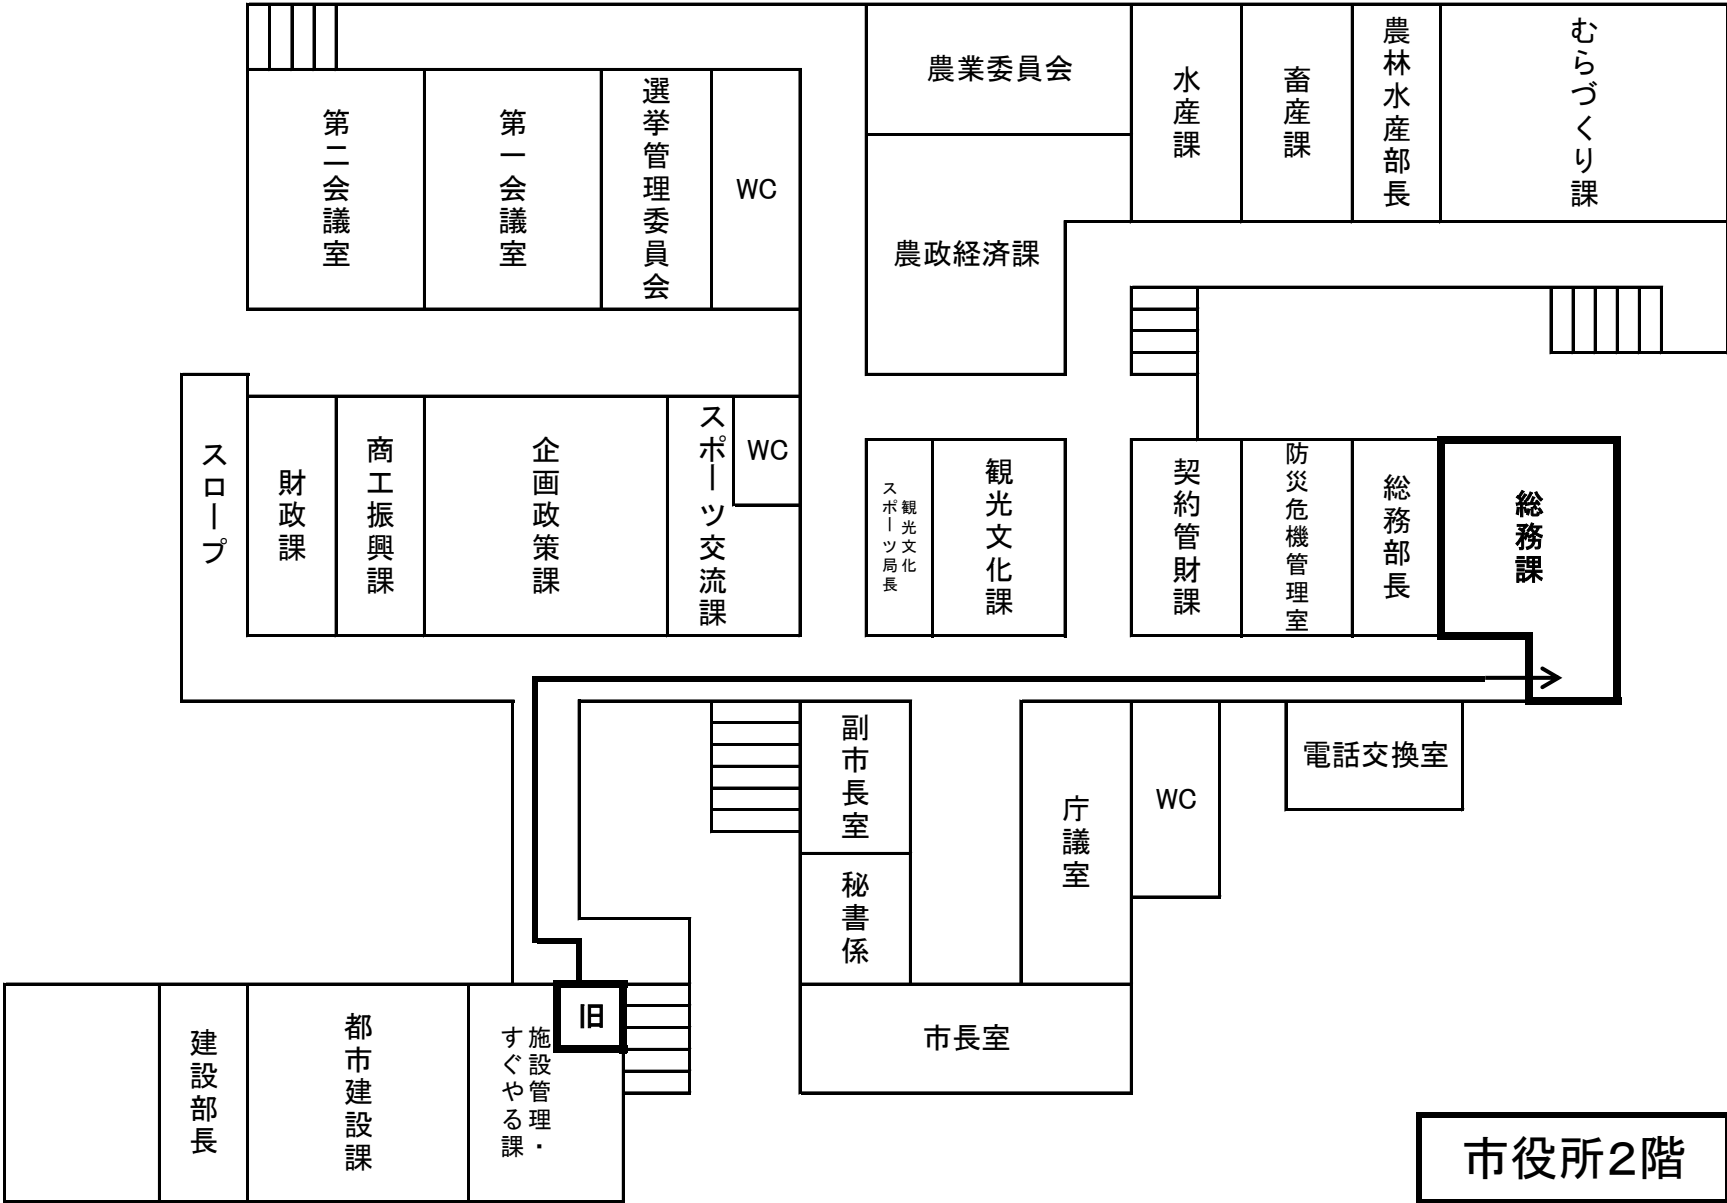 農業委員会
水産課
畜産課
農林水産部長
むらづくり課
第二会議室
第一会議室
選挙管理委員会
WC
農政経済課
スロープ
財政課
商工振興課
企画政策課
スポーツ交流課
WC
観光文化
スポーツ局長
観光文化課
契約管財課
防災危機管理室
総務部長
総務課
副市長室
秘書係
庁議室
WC
電話交換室
市長室
建設部長
都市建設課
施設管理・
すぐやる課
旧
市役所2階